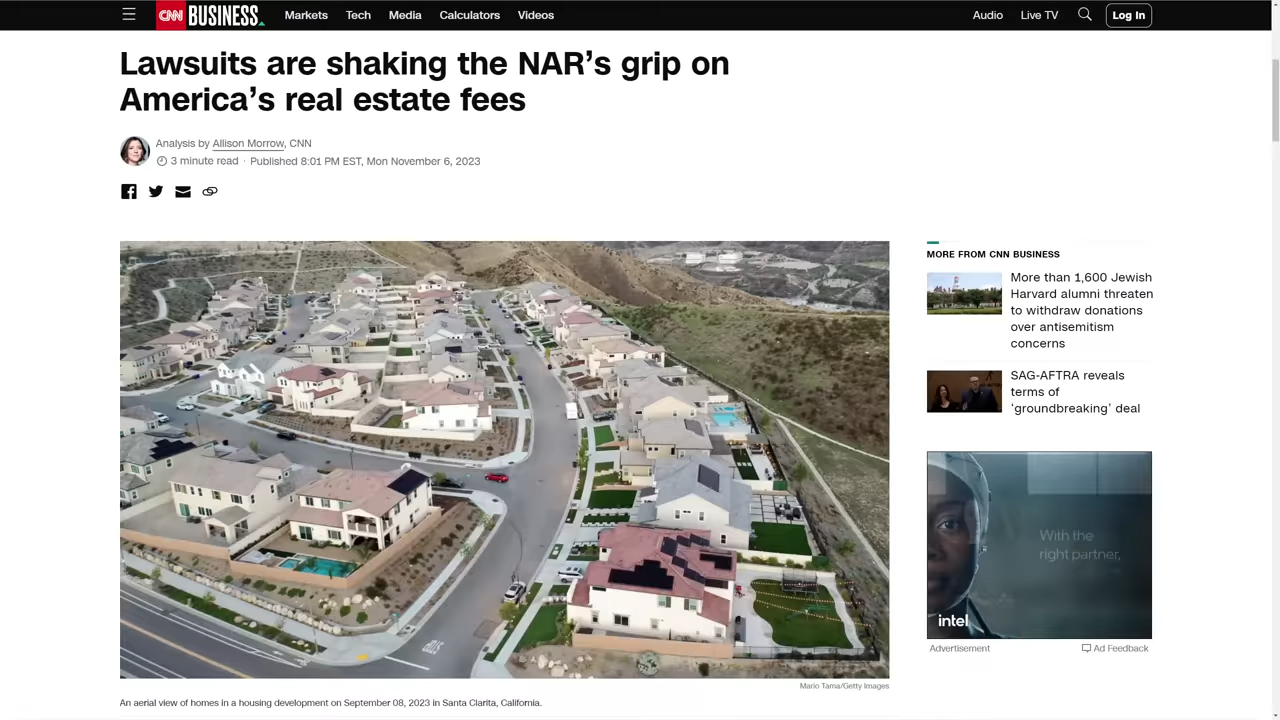 CNN BUSINESS Markets Tech Media Calculators Videos Audio Live TV Log In
Lawsuits are shaking the NAR’s grip on
America’s real estate fees
Analysis by Allison Morrow, CNN
3 minute read · Published 8:01 PM EST, Mon November 6, 2023
MORE FROM CNN BUSINESS
More than 1,600 Jewish
Harvard alumni threaten
to withdraw donations
over antisemitism
concerns
SAG-AFTRA reveals
terms of
‘groundbreaking’ deal
With the
right partner,
intel
Advertisement Ad Feedback
Mario Tama/Getty Images
An aerial view of homes in a housing development on September 08, 2023 in Santa Clarita, California.